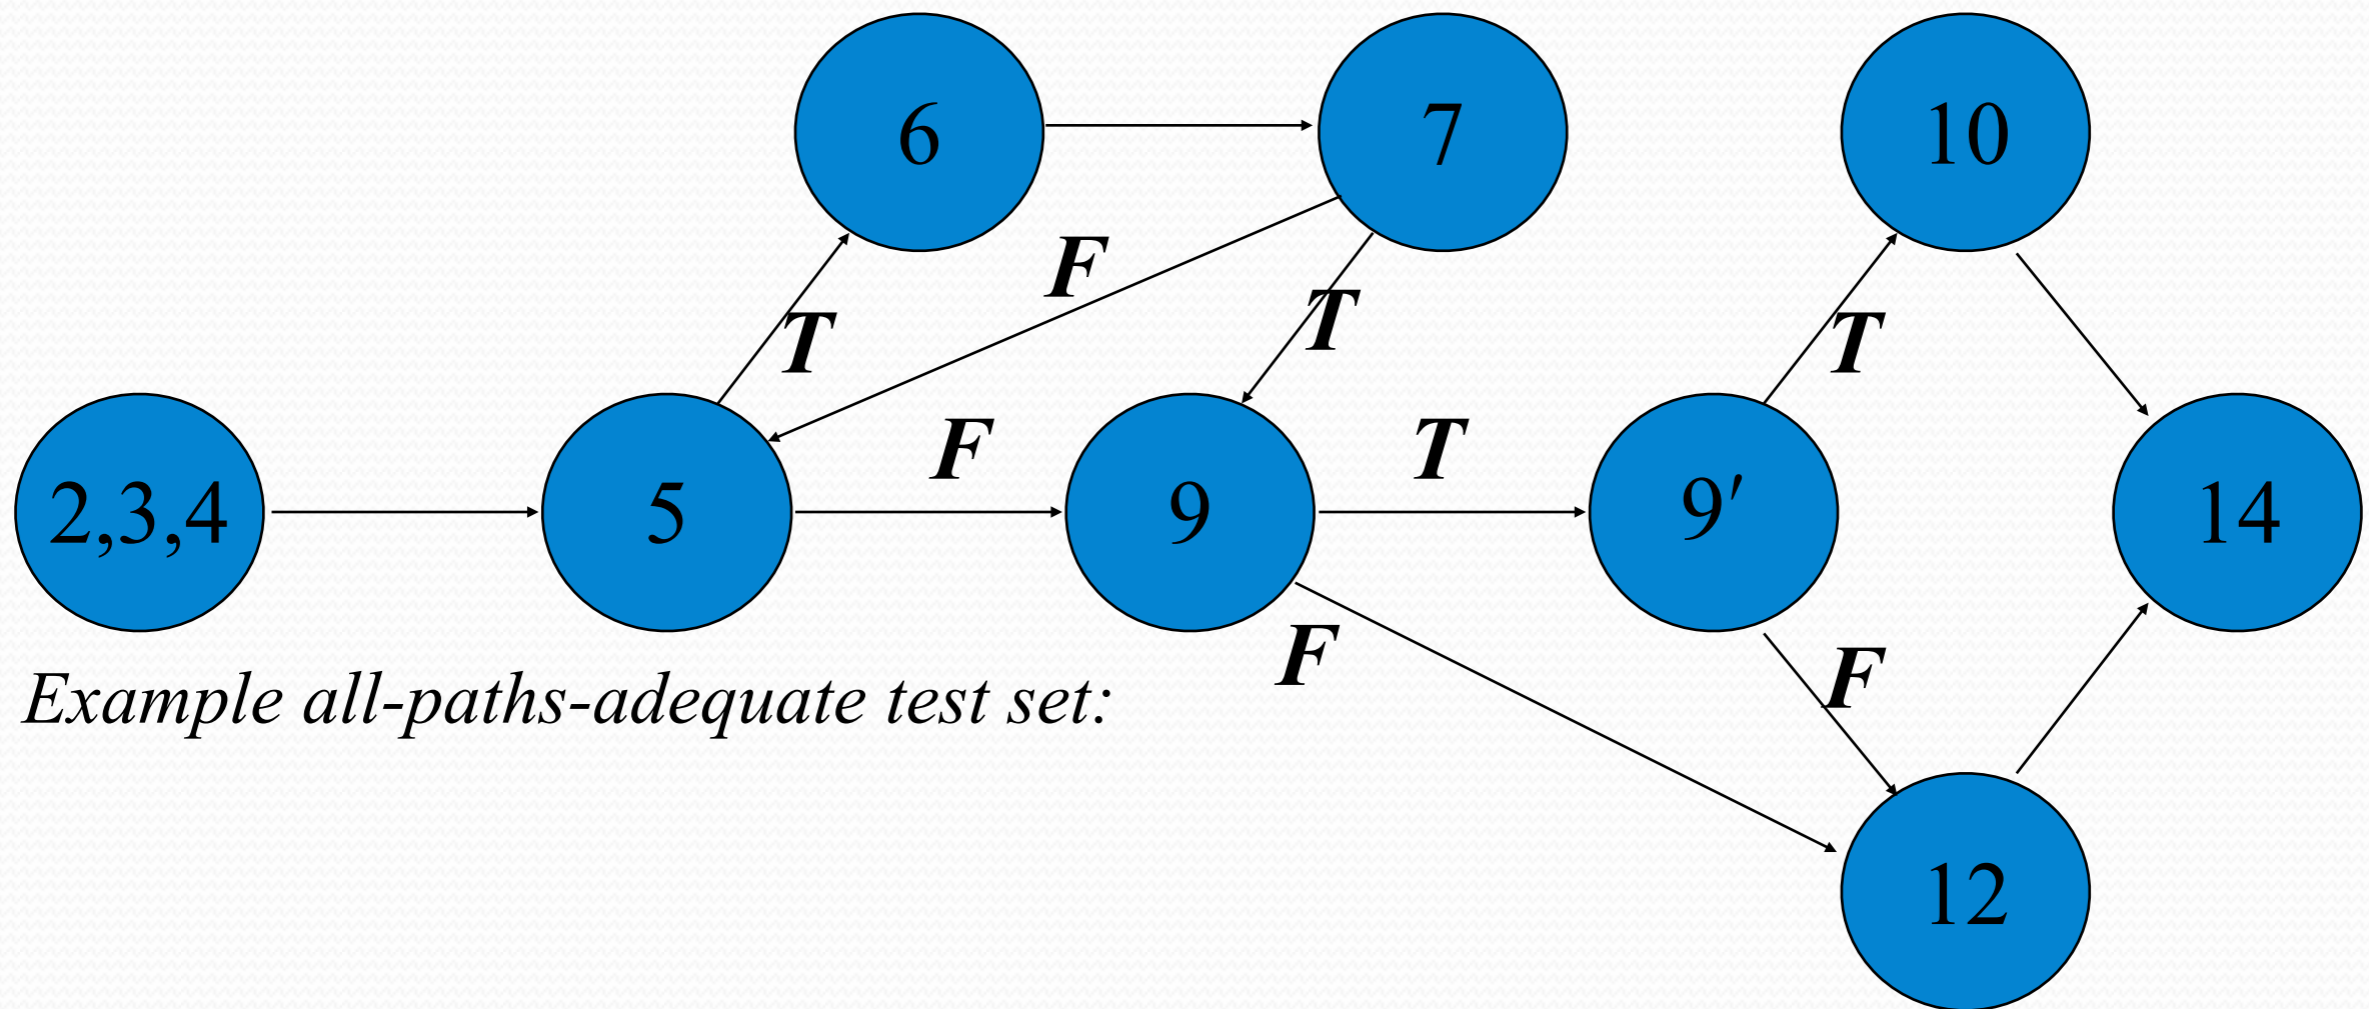 6
7
10
F
T
T
T
F
T
2,3,4
5
9
9′
14
F
F
Example all-paths-adequate test set:
12